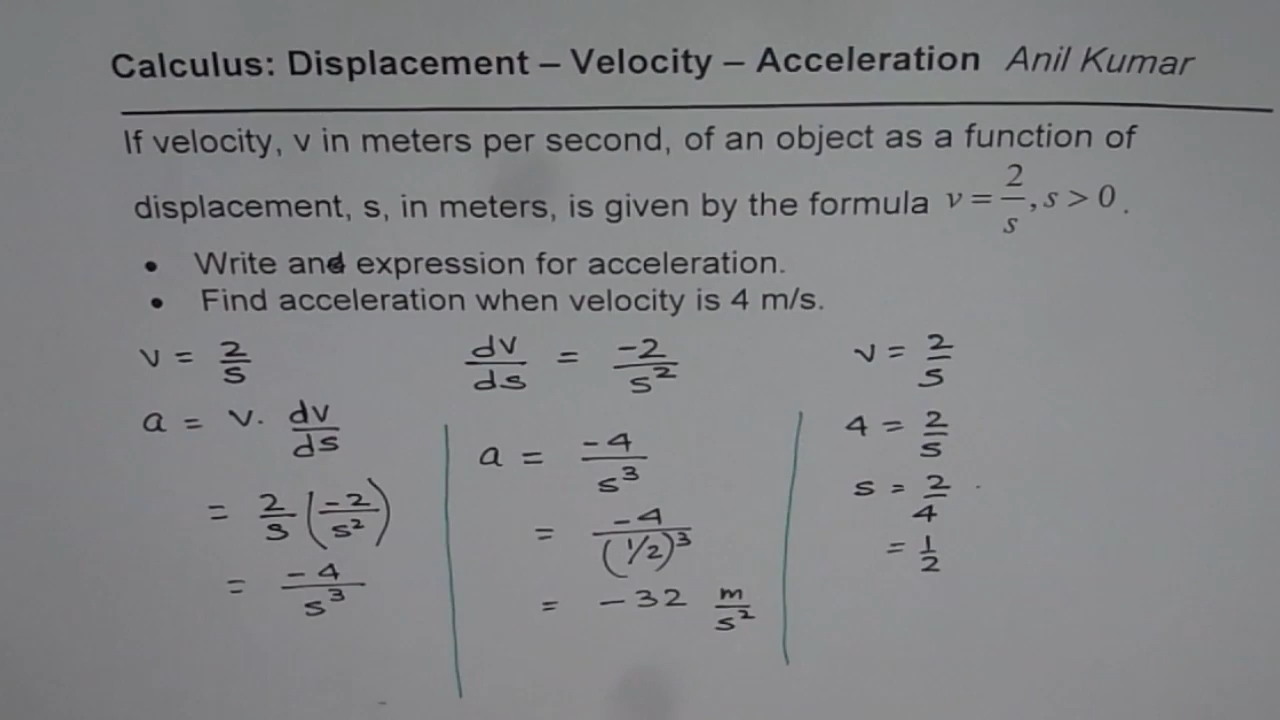 Calculus: Displacement – Velocity – Acceleration Anil Kumar
If velocity, v in meters per second, of an object as a function of
displacement, s, in meters, is given by the formula v = 2/s, s > 0.
• Write and expression for acceleration.
• Find acceleration when velocity is 4 m/s.
v = 2/s
a = v. dv/ds
= 2/s (-2/s²)
= -4/s³
dv/ds = -2/s²
a = -4/s³
= -4/(1/2)³
= -32 m/s²
v = 2/s
4 = 2/s
s = 2/4
= 1/2